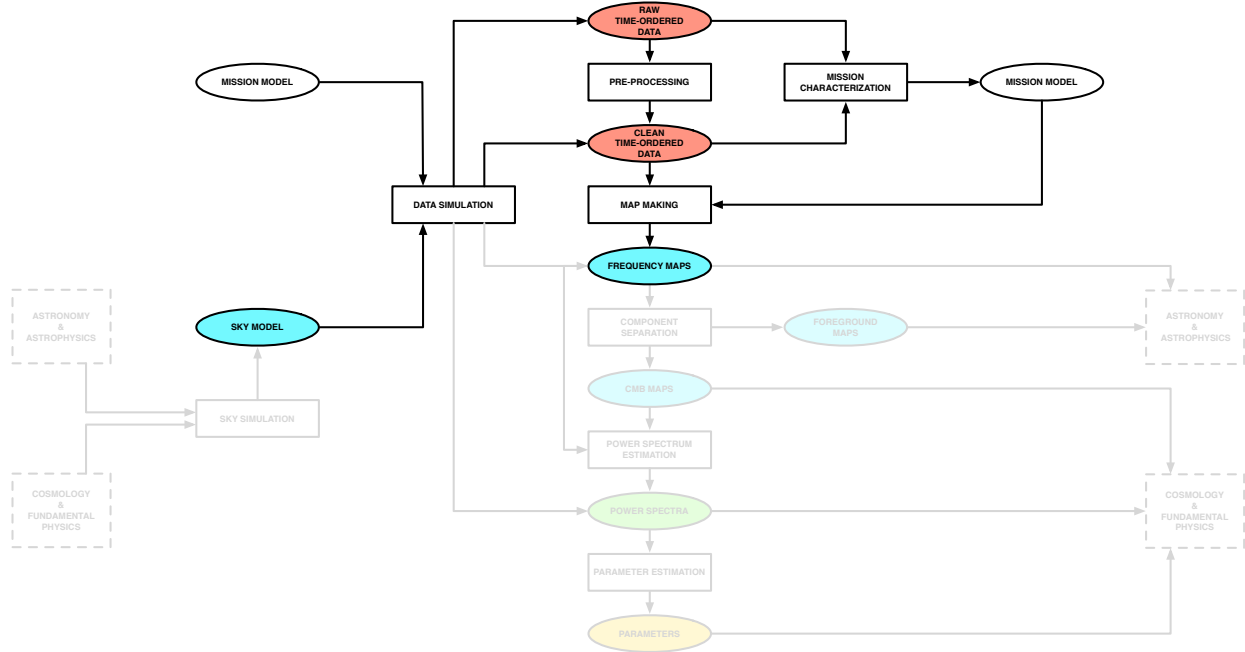 RAW
TIME-ORDERED
DATA
MISSION MODEL
PRE-PROCESSING
MISSION
CHARACTERIZATION
MISSION MODEL
CLEAN
TIME-ORDERED
DATA
DATA SIMULATION
MAP MAKING
FREQUENCY MAPS
ASTRONOMY
&
ASTROPHYSICS
SKY MODEL
COMPONENT
SEPARATION
FOREGROUND
MAPS
ASTRONOMY
&
ASTROPHYSICS
CMB MAPS
SKY SIMULATION
POWER SPECTRUM
ESTIMATION
COSMOLOGY
&
FUNDAMENTAL
PHYSICS
POWER SPECTRA
COSMOLOGY
&
FUNDAMENTAL
PHYSICS
PARAMETER ESTIMATION
PARAMETERS